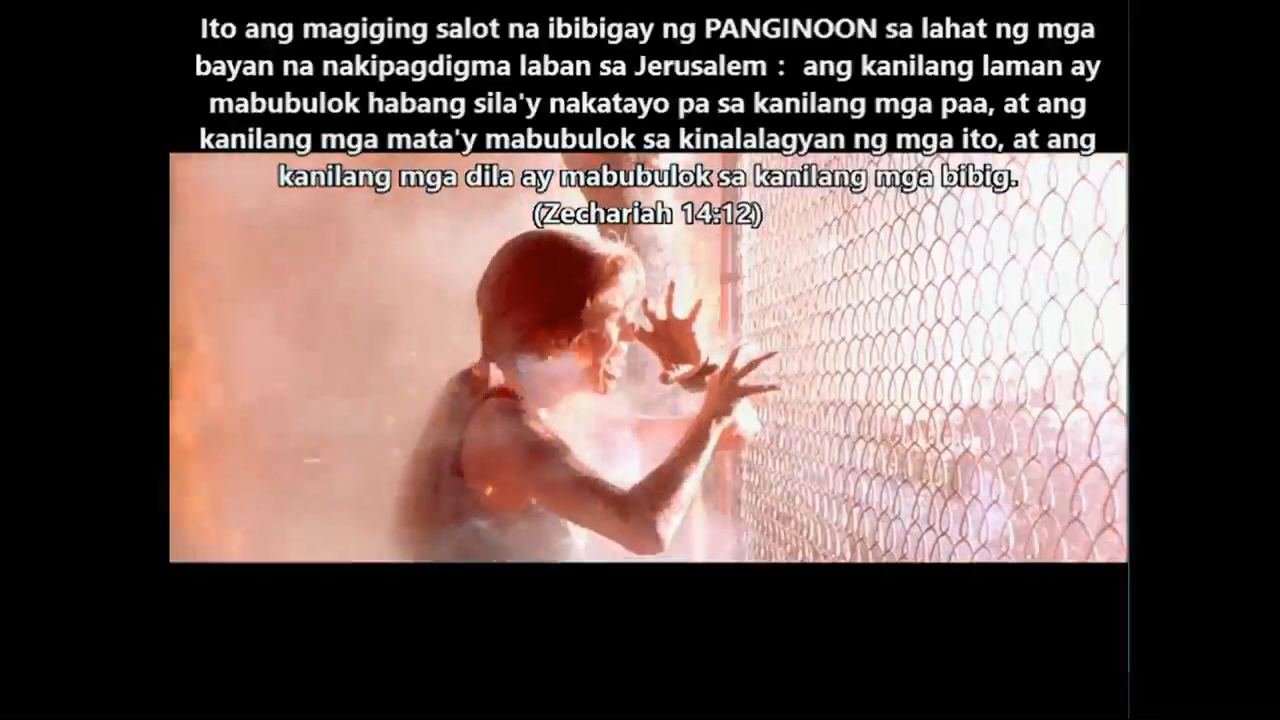 Ito ang magiging salot na ibibigay ng PANGINOON sa lahat ng mga
bayan na nakipagdigma laban sa Jerusalem : ang kanilang laman ay
mabubulok habang sila'y nakatayo pa sa kanilang mga paa, at ang
kanilang mga mata'y mabubulok sa kinalalagyan ng mga ito, at ang
kanilang mga dila ay mabubulok sa kanilang mga bibig.
(Zechariah 14:12)